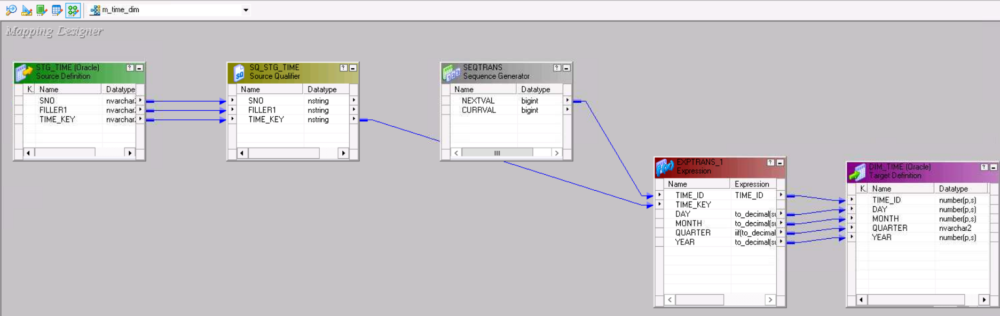 m_time_dim
Mapping Designer
STG_TIME (Oracle)
Source Definition
K. Name Datatype
SNO nvarchar
FILLER1 nvarchar
TIME_KEY nvarchar
SQ_STG_TIME
Source Qualifier
Name Datatype
SNO nstring
FILLER1 nstring
TIME_KEY nstring
SEQTRANS
Sequence Generator
Name Datatype
NEXTVAL bigint
CURRVAL bigint
EXPTRANS_1
Expression
Name Expression
TIME_ID TIME_ID
TIME_KEY
DAY to_decimal(su
MONTH to_decimal(su
QUARTER iif(to_decimal
YEAR to_decimal(su
DIM_TIME (Oracle)
Target Definition
K. Name Datatype
TIME_ID number(p,s)
DAY number(p,s)
MONTH number(p,s)
QUARTER nvarchar2
YEAR number(p,s)